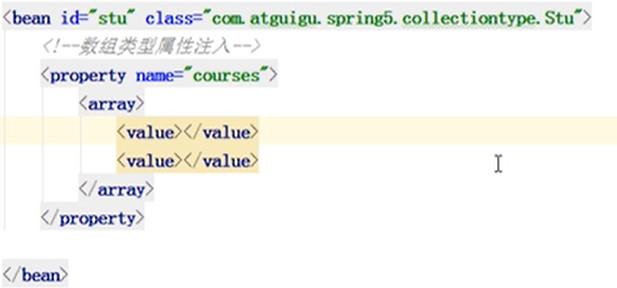 <bean id="stu" class="com.atguigu.spring5.collectiontype.Stu">
<!--数组类型属性注入-->
<property name="courses">
<array>
<value></value>
<value></value>
</array>
</property>
</bean>